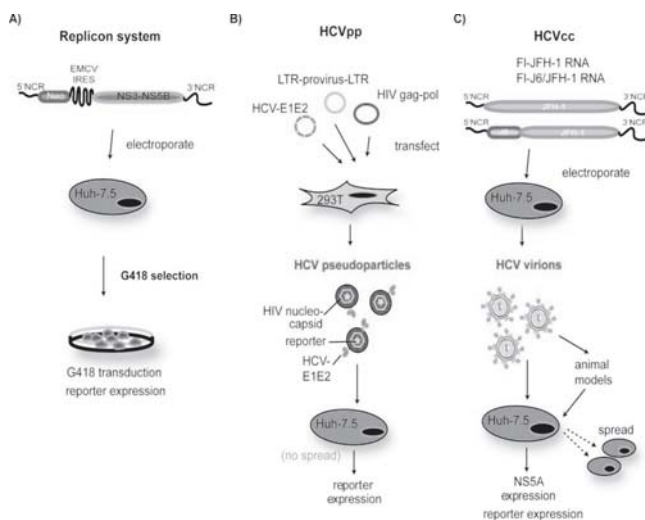 A)
Replicon system
EMCV
IRES
5'NCR
3'NCR
Neo
NS3-NS5B
electroporate
Huh-7.5
G418 selection
G418 transduction
reporter expression
B)
HCVpp
LTR-provirus-LTR
HIV gag-pol
HCV-E1E2
transfect
293T
HCV pseudoparticles
HIV nucleo-
capsid
reporter
HCV-
E1E2
Huh-7.5
(no spread)
reporter
expression
C)
HCVcc
Fl-JFH-1 RNA
Fl-J6/JFH-1 RNA
5'NCR
3'NCR
JFH-1
5'NCR
3'NCR
J6
JFH-1
electroporate
Huh-7.5
HCV virions
animal
models
Huh-7.5
spread
NS5A
expression
reporter expression